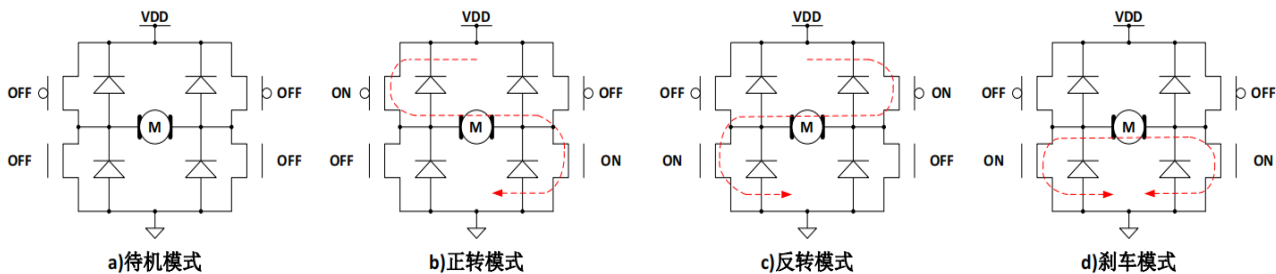 VDD VDD VDD VDD
OFF OFF ON OFF OFF ON OFF OFF
M M M M
OFF OFF OFF ON ON OFF ON ON
a)待机模式 b)正转模式 c)反转模式 d)刹车模式